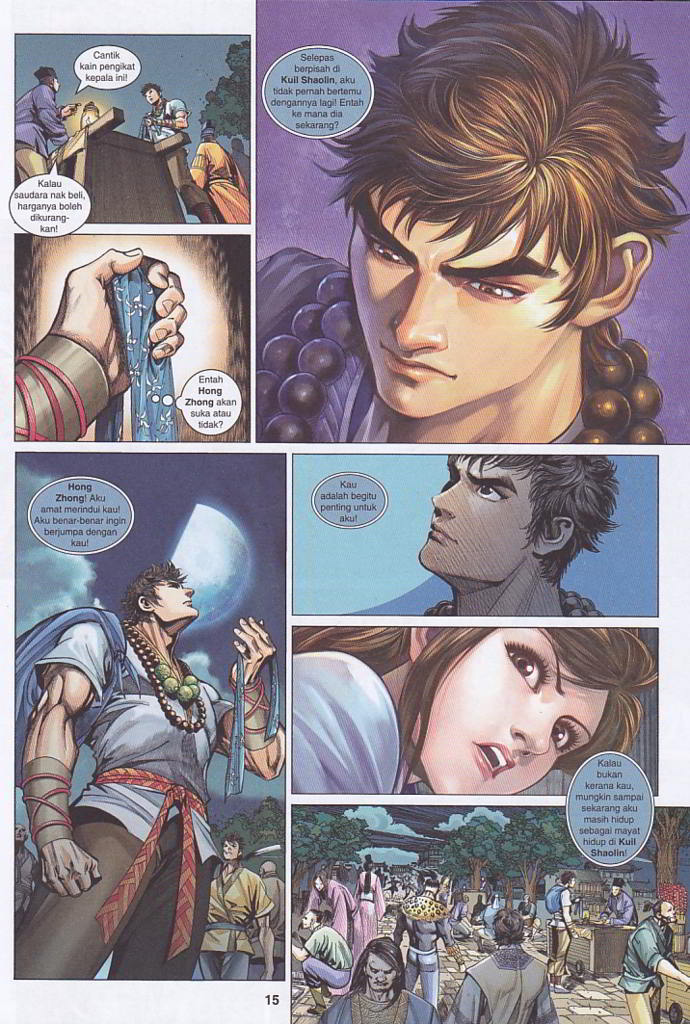 Cantik
kain pengikat
kepala ini!
Kalau
saudara nak beli,
harganya boleh
dikurang-
kan!
Selepas
berpisah di
Kuil Shaolin, aku
tidak pernah bertemu
dengannya lagi! Entah
ke mana dia
sekarang?
Entah
Hong
Zhong akan
suka atau
tidak?
Hong
Zhong! Aku
amat merindui kau!
Aku benar-benar ingin
berjumpa dengan
kau!
Kau
adalah begitu
penting untuk
aku!
Kalau
bukan
kerana kau,
mungkin sampai
sekarang aku
masih hidup
sebagai mayat
hidup di Kuil
Shaolin!
15